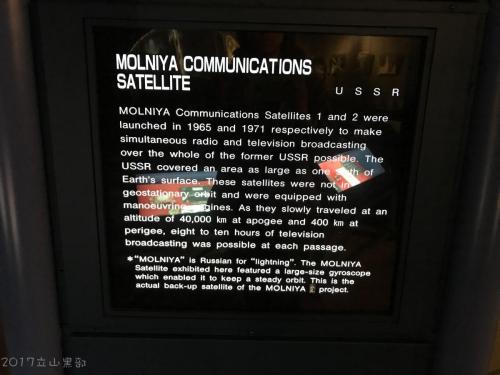 MOLNIYA COMMUNICATIONS
SATELLITE
USSR
MOLNIYA Communications Satellites 1 and 2 were
launched in 1965 and 1971 respectively to make
simultaneous radio and television broadcasting
over the whole of the former USSR possible. The
USSR covered an area as large as one sixth of
Earth's surface. These satellites were not in
geostationary orbit and were equipped with
manoeuvring engines. As they slowly traveled at an
altitude of 40,000 km at apogee and 400 km at
perigee, eight to ten hours of television
broadcasting was possible at each passage.
*"MOLNIYA" is Russian for "lightning". The MOLNIYA
Satellite exhibited here featured a large-size gyroscope
which enabled it to keep a steady orbit. This is the
actual back-up satellite of the MOLNIYA project.
2017立山黒部